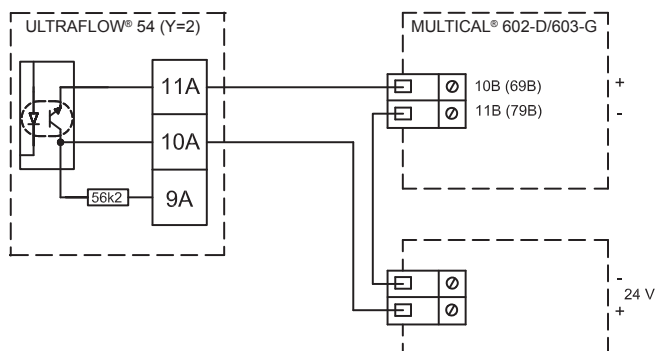 ULTRAFLOW® 54 (Y=2)
MULTICAL® 602-D/603-G
11A
10A
9A
56k2
10B (69B) +
11B (79B) -
-
24 V
+